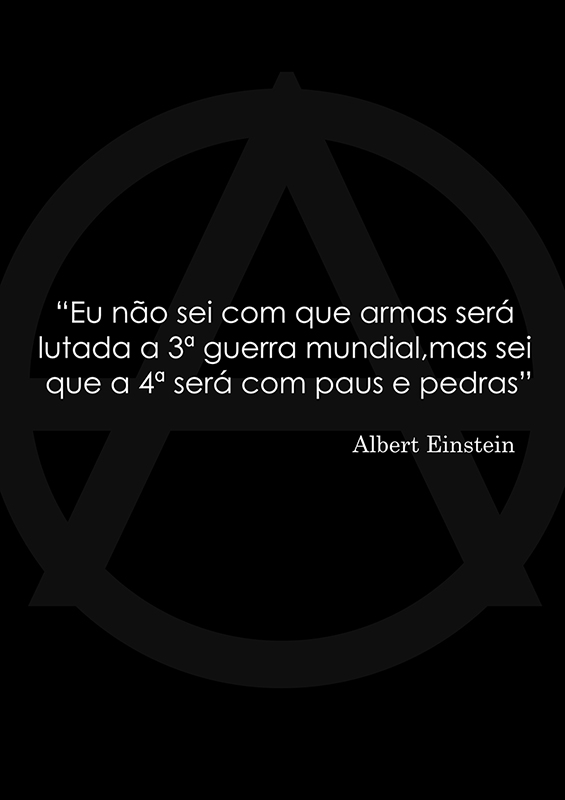 “Eu não sei com que armas será
lutada a 3ª guerra mundial,mas sei
que a 4ª será com paus e pedras”
Albert Einstein